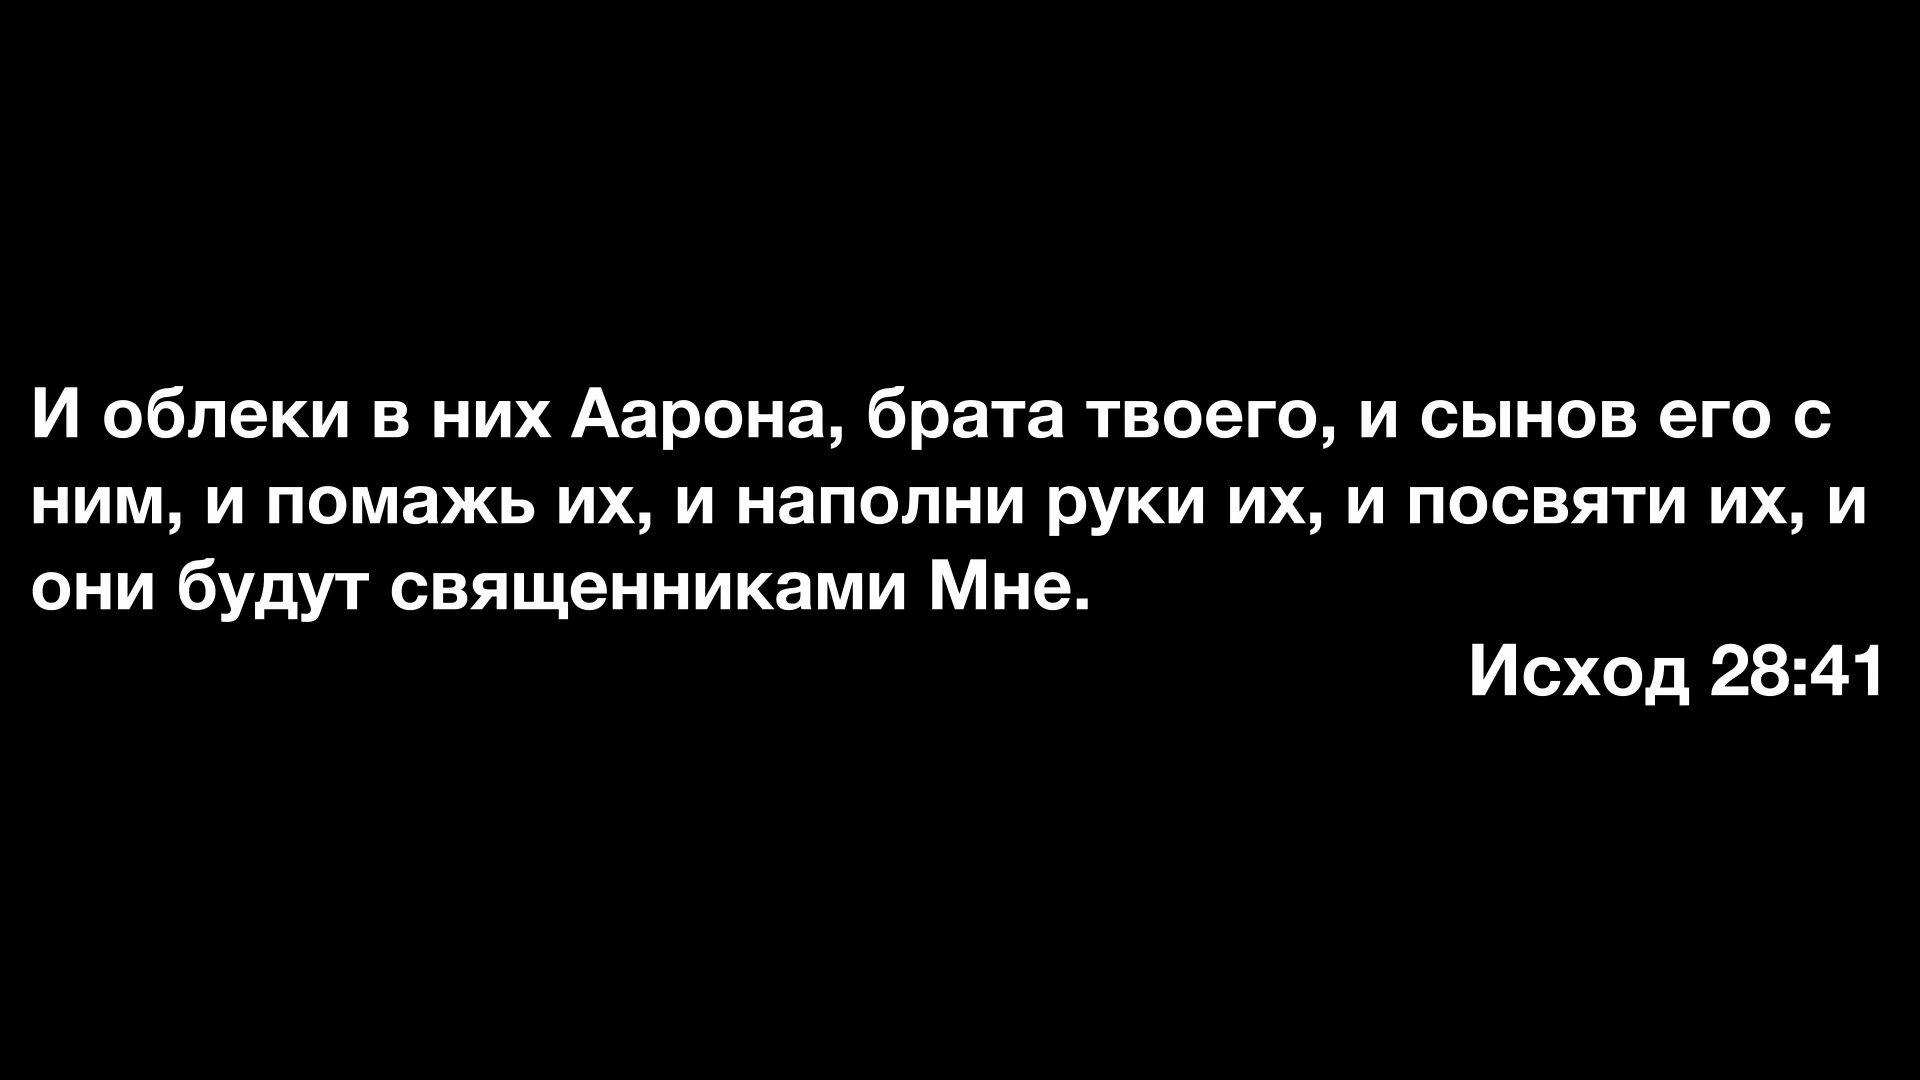 И облеки в них Аарона, брата твоего, и сынов его с
ним, и помажь их, и наполни руки их, и посвяти их, и
они будут священниками Мне.
Исход 28:41